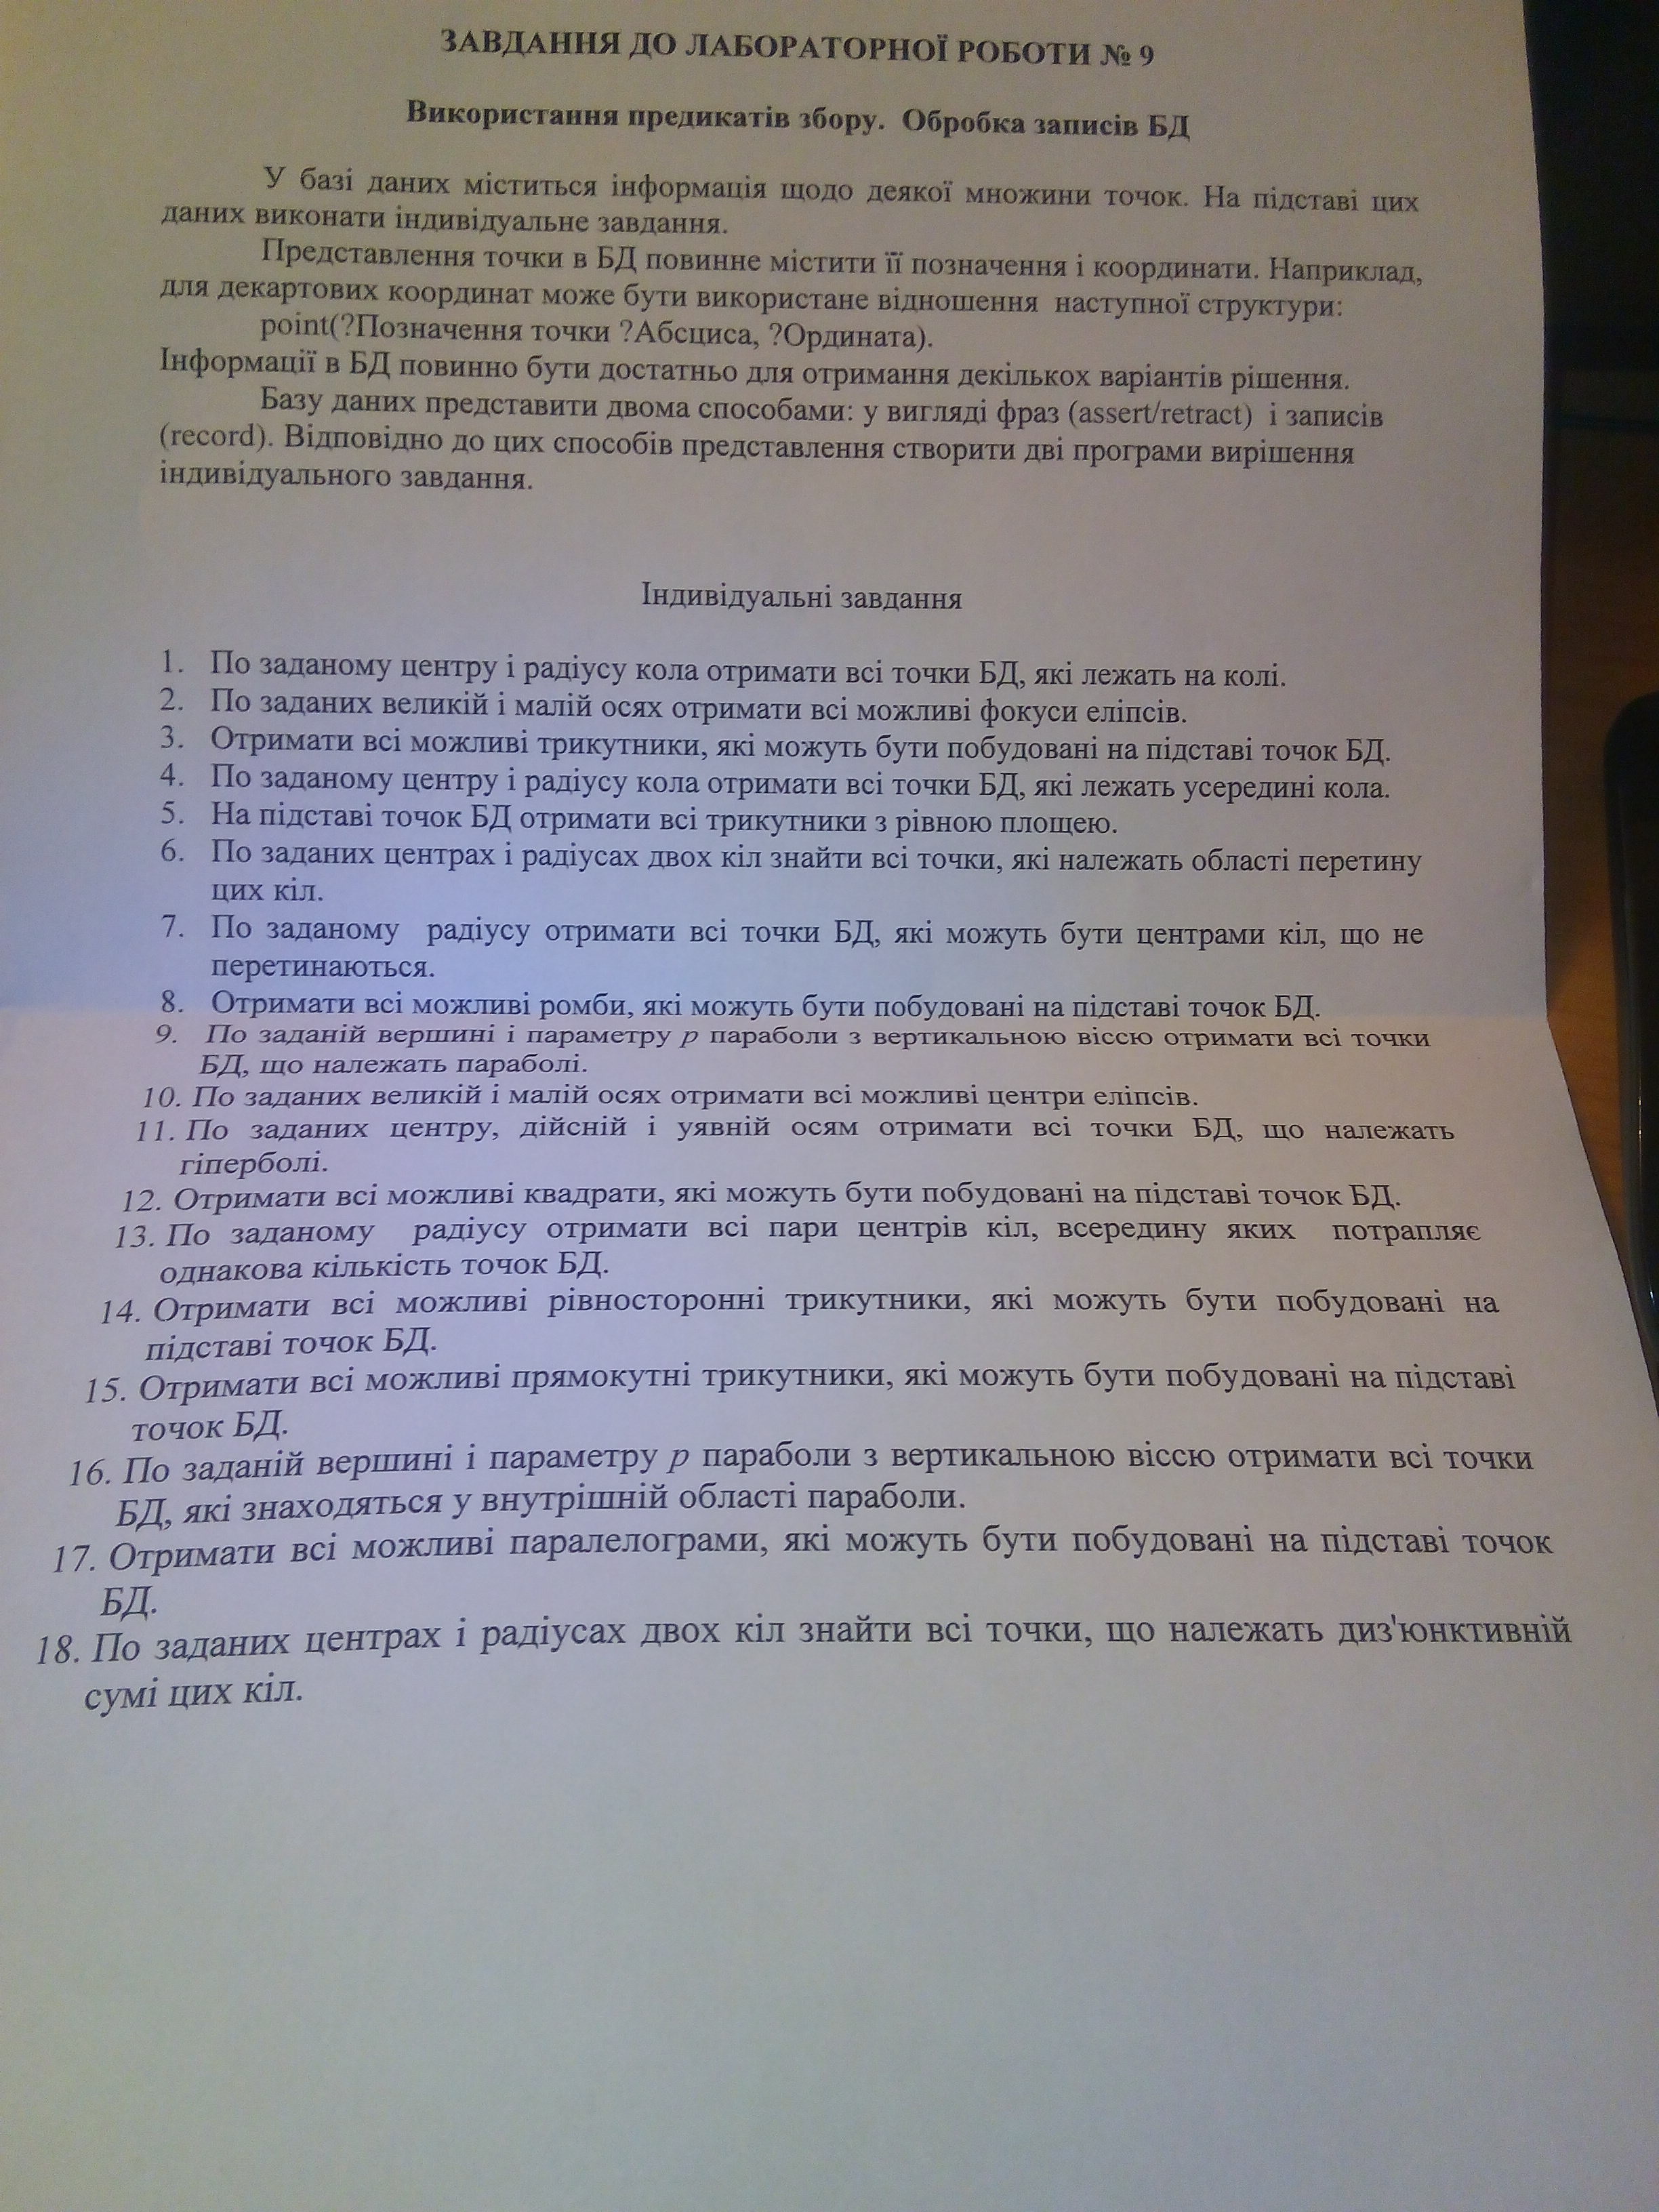 ЗАВДАННЯ ДО ЛАБОРАТОРНОЇ РОБОТИ № 9
Використання предикатів збору. Обробка записів БД
У базі даних міститься інформація щодо деякої множини точок. На підставі цих
даних виконати індивідуальне завдання.
Представлення точки в БД повинне містити її позначення і координати. Наприклад,
для декартових координат може бути використане відношення наступної структури:
point(?Позначення точки ?Абсциса, ?Ордината).
Інформації в БД повинно бути достатньо для отримання декількох варіантів рішення.
Базу даних представити двома способами: у вигляді фраз (assert/retract) і записів
(record). Відповідно до цих способів представлення створити дві програми вирішення
індивідуального завдання.
Індивідуальні завдання
1. По заданому центру і радіусу кола отримати всі точки БД, які лежать на колі.
2. По заданих великій і малій осях отримати всі можливі фокуси еліпсів.
3. Отримати всі можливі трикутники, які можуть бути побудовані на підставі точок БД.
4. По заданому центру і радіусу кола отримати всі точки БД, які лежать усередині кола.
5. На підставі точок БД отримати всі трикутники з рівною площею.
6. По заданих центрах і радіусах двох кіл знайти всі точки, які належать області перетину
цих кіл.
7. По заданому радіусу отримати всі точки БД, які можуть бути центрами кіл, що не
перетинаються.
8. Отримати всі можливі ромби, які можуть бути побудовані на підставі точок БД.
9. По заданій вершині і параметру p параболи з вертикальною віссю отримати всі точки
БД, що належать параболі.
10. По заданих великій і малій осях отримати всі можливі центри еліпсів.
11. По заданих центру, дійсній і уявній осям отримати всі точки БД, що належать
гіперболі.
12. Отримати всі можливі квадрати, які можуть бути побудовані на підставі точок БД.
13. По заданому радіусу отримати всі пари центрів кіл, всередину яких потрапляє
однакова кількість точок БД.
14. Отримати всі можливі рівносторонні трикутники, які можуть бути побудовані на
підставі точок БД.
15. Отримати всі можливі прямокутні трикутники, які можуть бути побудовані на підставі
точок БД.
16. По заданій вершині і параметру p параболи з вертикальною віссю отримати всі точки
БД, які знаходяться у внутрішній області параболи.
17. Отримати всі можливі паралелограми, які можуть бути побудовані на підставі точок
БД.
18. По заданих центрах і радіусах двох кіл знайти всі точки, що належать диз'юнктивній
сумі цих кіл.